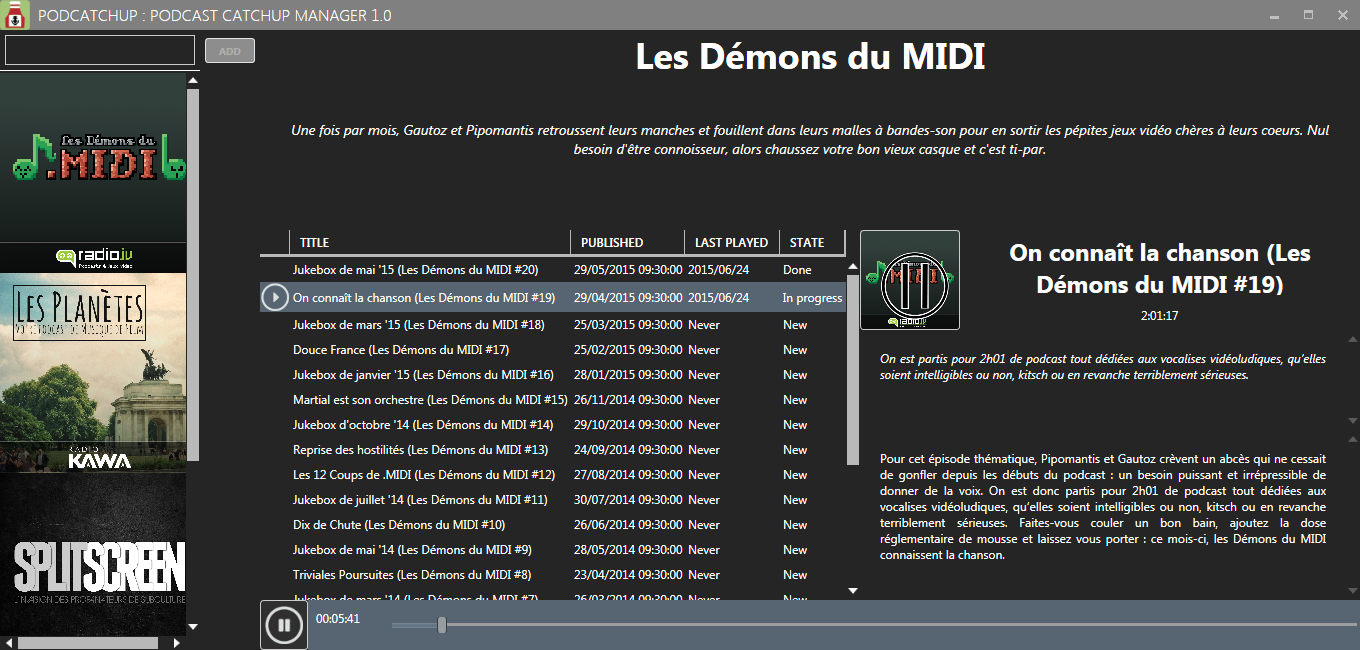 PODCATCHUP : PODCAST CATCHUP MANAGER 1.0
ADD
Les Démons du
.MIDI
radio.jv
Podcasts & jeux vidéo
LES PLANÈTES
VOTRE PODCAST DE MUSIQUE DE FILM
RADIO
KAWA
SPLITSCREEN
L'INVASION DES PROFANATEURS DE SUBCULTURE
Les Démons du MIDI
Une fois par mois, Gautoz et Pipomantis retroussent leurs manches et fouillent dans leurs malles à bandes-son pour en sortir les pépites jeux vidéo chères à leurs coeurs. Nul
besoin d'être connoisseur, alors chaussez votre bon vieux casque et c'est ti-par.
TITLE PUBLISHED LAST PLAYED STATE
Jukebox de mai '15 (Les Démons du MIDI #20) 29/05/2015 09:30:00 2015/06/24 Done
On connaît la chanson (Les Démons du MIDI #19) 29/04/2015 09:30:00 2015/06/24 In progress
Jukebox de mars '15 (Les Démons du MIDI #18) 25/03/2015 09:30:00 Never New
Douce France (Les Démons du MIDI #17) 25/02/2015 09:30:00 Never New
Jukebox de janvier '15 (Les Démons du MIDI #16) 28/01/2015 09:30:00 Never New
Martial est son orchestre (Les Démons du MIDI #15) 26/11/2014 09:30:00 Never New
Jukebox d'octobre '14 (Les Démons du MIDI #14) 29/10/2014 09:30:00 Never New
Reprise des hostilités (Les Démons du MIDI #13) 24/09/2014 09:30:00 Never New
Les 12 Coups de .MIDI (Les Démons du MIDI #12) 27/08/2014 09:30:00 Never New
Jukebox de juillet '14 (Les Démons du MIDI #11) 30/07/2014 09:30:00 Never New
Dix de Chute (Les Démons du MIDI #10) 26/06/2014 09:30:00 Never New
Jukebox de mai '14 (Les Démons du MIDI #9) 28/05/2014 09:30:00 Never New
Triviales Poursuites (Les Démons du MIDI #8) 23/04/2014 09:30:00 Never New
Jukebox de mars '14 (Les Démons du MIDI #7) 26/03/2014 09:30:00 Never New
On connaît la chanson (Les
Démons du MIDI #19)
2:01:17
On est partis pour 2h01 de podcast tout dédiées aux vocalises vidéoludiques, qu'elles
soient intelligibles ou non, kitsch ou en revanche terriblement sérieuses.
Pour cet épisode thématique, Pipomantis et Gautoz crèvent un abcès qui ne cessait
de gonfler depuis les débuts du podcast : un besoin puissant et irrépressible de
donner de la voix. On est donc partis pour 2h01 de podcast tout dédiées aux
vocalises vidéoludiques, qu'elles soient intelligibles ou non, kitsch ou en revanche
terriblement sérieuses. Faites-vous couler un bon bain, ajoutez la dose
réglementaire de mousse et laissez vous porter : ce mois-ci, les Démons du MIDI
connaissent la chanson.
00:05:41